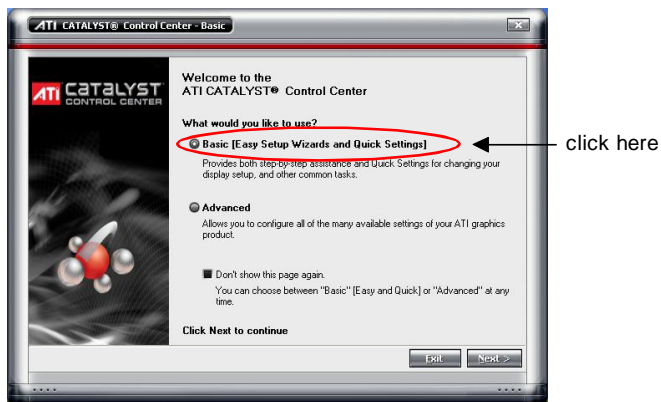 ATI CATALYST® Control Center - Basic
ATI CATALYST
CONTROL CENTER
Welcome to the
ATI CATALYST® Control Center
What would you like to use?
Basic [Easy Setup Wizards and Quick Settings]
click here
Provides both step-by-step assistance and Quick Settings for changing your
display setup, and other common tasks.
Advanced
Allows you to configure all of the many available settings of your ATI graphics
product.
Don't show this page again.
You can choose between "Basic" [Easy and Quick] or "Advanced" at any
time.
Click Next to continue
Exit
Next >